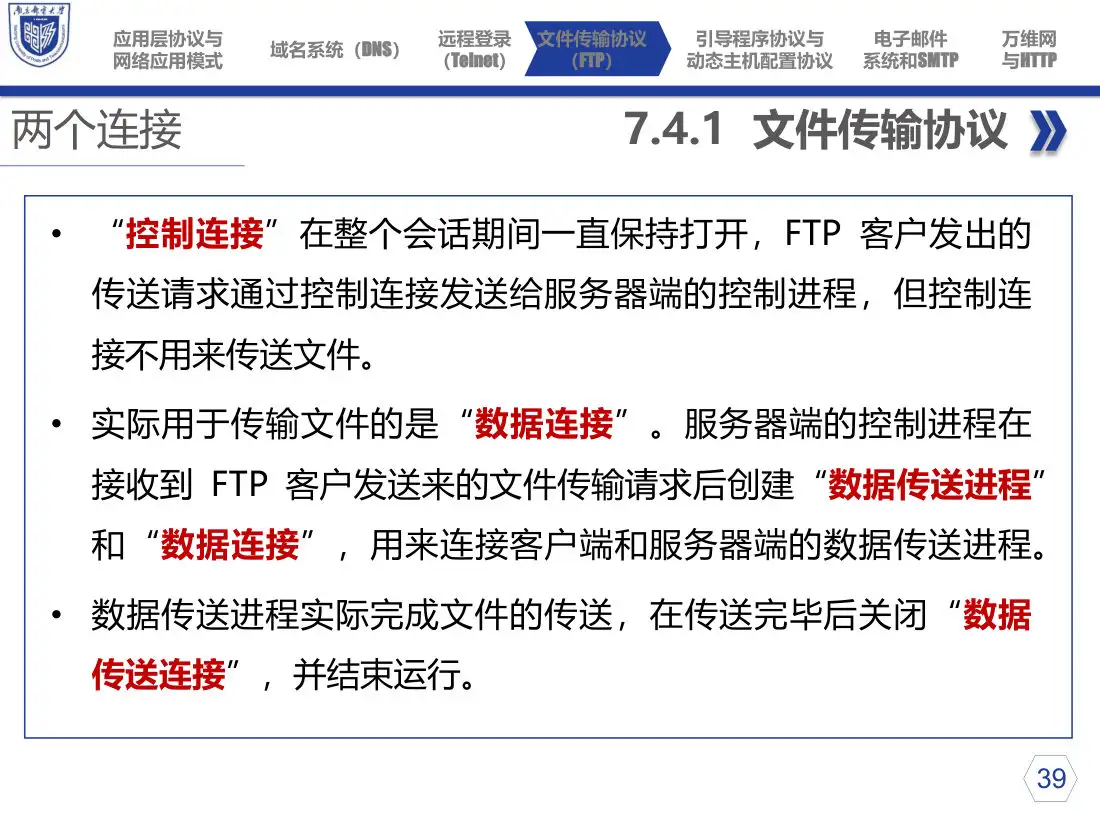 南京邮电大学
应用层协议与
网络应用模式
域名系统（DNS）
远程登录
（Telnet）
文件传输协议
（FTP）
引导程序协议与
动态主机配置协议
电子邮件
系统和SMTP
万维网
与HTTP
两个连接
7.4.1 文件传输协议
• “控制连接”在整个会话期间一直保持打开，FTP 客户发出的
传送请求通过控制连接发送给服务器端的控制进程，但控制连
接不用来传送文件。
• 实际用于传输文件的是“数据连接”。服务器端的控制进程在
接收到 FTP 客户发送来的文件传输请求后创建“数据传送进程”
和“数据连接”，用来连接客户端和服务器端的数据传送进程。
• 数据传送进程实际完成文件的传送，在传送完毕后关闭“数据
传送连接”，并结束运行。
39